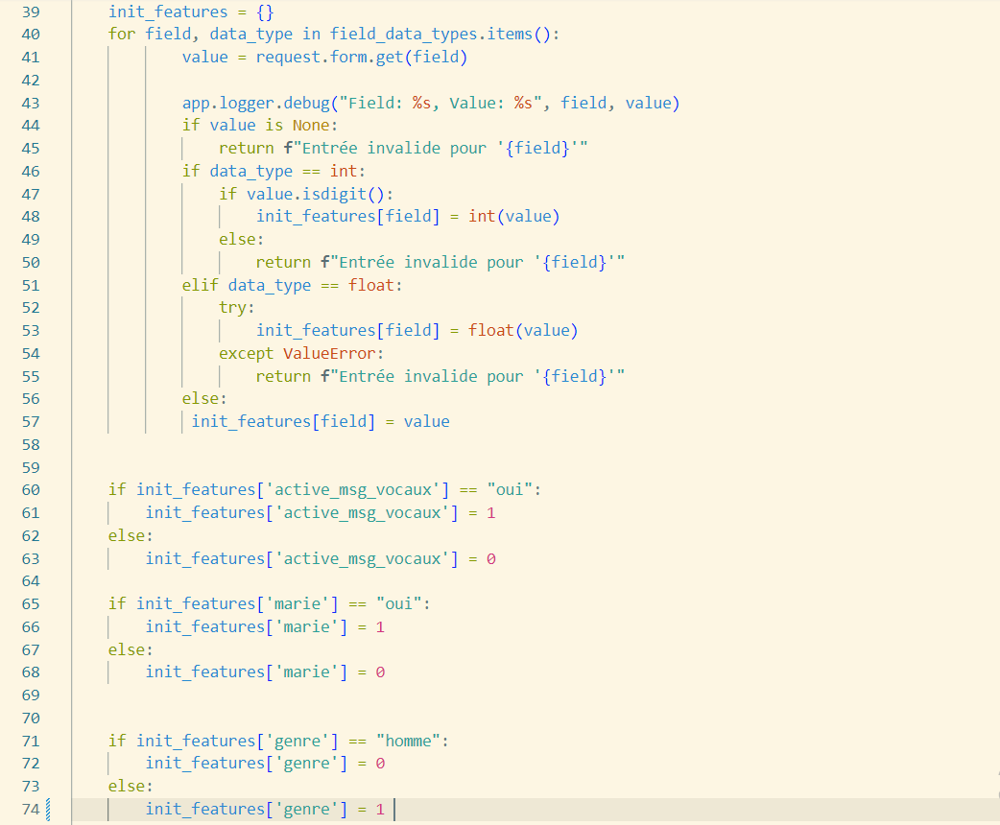 39 init_features = {}
40 for field, data_type in field_data_types.items():
41 value = request.form.get(field)
42
43 app.logger.debug("Field: %s, Value: %s", field, value)
44 if value is None:
45 return f"Entrée invalide pour '{field}'"
46 if data_type == int:
47 if value.isdigit():
48 init_features[field] = int(value)
49 else:
50 return f"Entrée invalide pour '{field}'"
51 elif data_type == float:
52 try:
53 init_features[field] = float(value)
54 except ValueError:
55 return f"Entrée invalide pour '{field}'"
56 else:
57 init_features[field] = value
58
59
60 if init_features['active_msg_vocaux'] == "oui":
61 init_features['active_msg_vocaux'] = 1
62 else:
63 init_features['active_msg_vocaux'] = 0
64
65 if init_features['marie'] == "oui":
66 init_features['marie'] = 1
67 else:
68 init_features['marie'] = 0
69
70
71 if init_features['genre'] == "homme":
72 init_features['genre'] = 0
73 else:
74 init_features['genre'] = 1